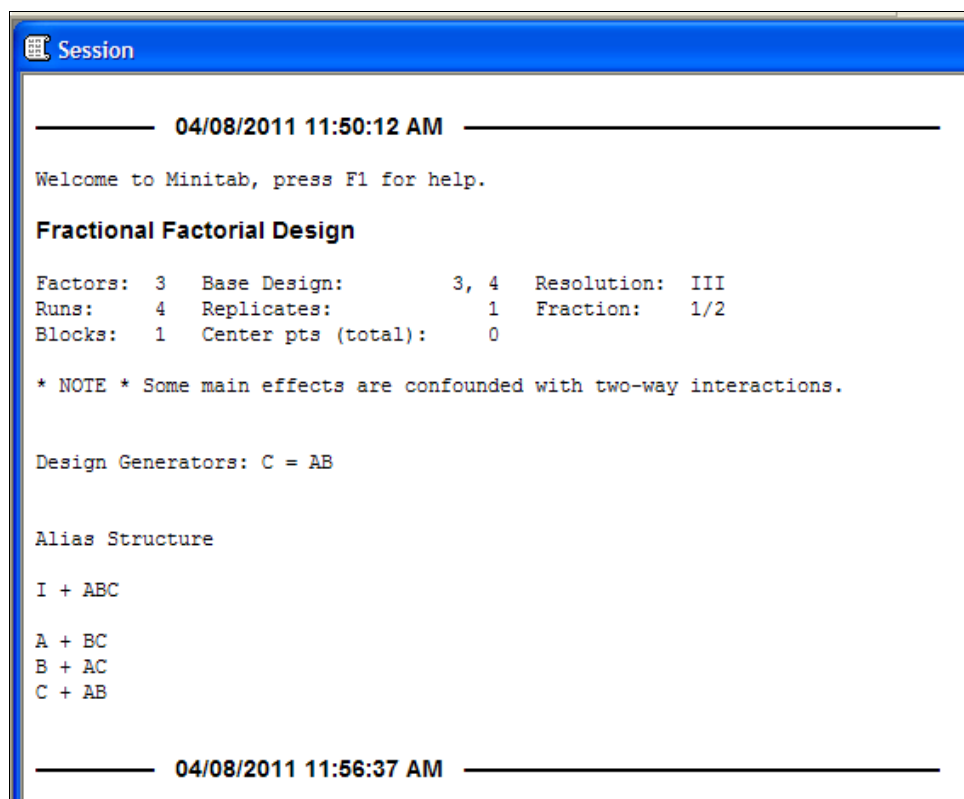 Session
04/08/2011 11:50:12 AM
Welcome to Minitab, press F1 for help.
Fractional Factorial Design
Factors: 3 Base Design: 3, 4 Resolution: III
Runs: 4 Replicates: 1 Fraction: 1/2
Blocks: 1 Center pts (total): 0
* NOTE * Some main effects are confounded with two-way interactions.
Design Generators: C = AB
Alias Structure
I + ABC
A + BC
B + AC
C + AB
04/08/2011 11:56:37 AM